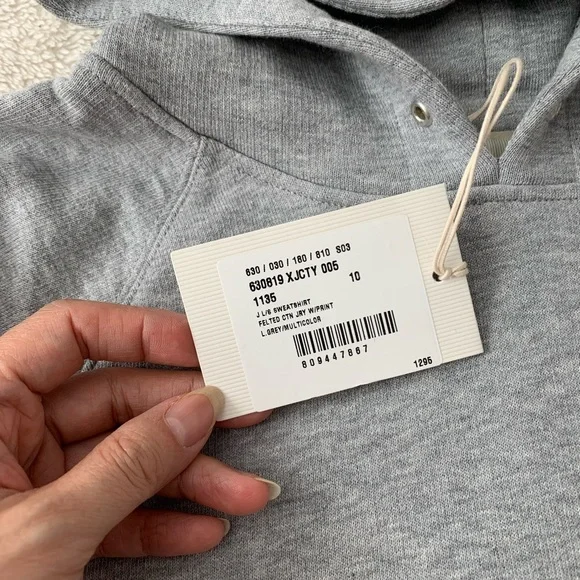 630 / 030 / 180 / 810 S03
630819 XJCTY 005
1135 10
J L/S SWEATSHIRT
FELTED CTN JRY W/PRINT
L.GREY/MULTICOLOR
809447867
1295